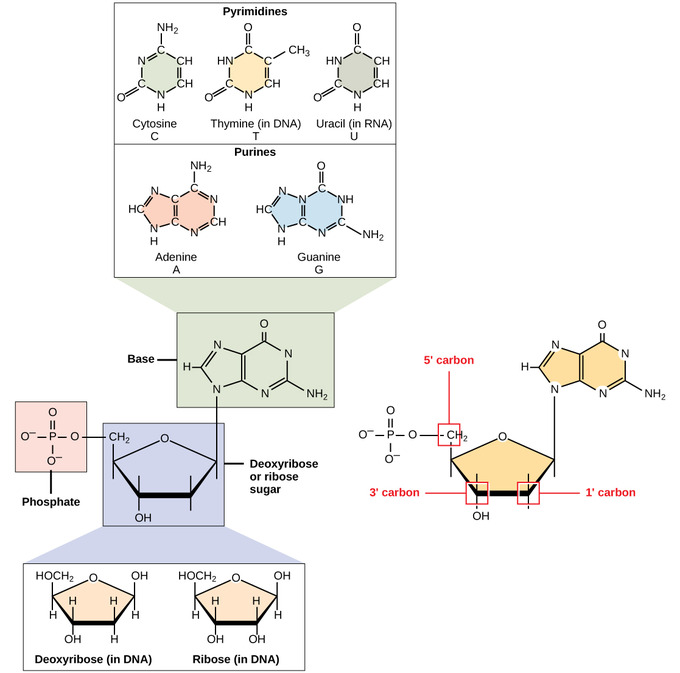 Pyrimidines
NH2
C
N
CH
C
CH
O
N
H
O
C
CH3
HN
C
C
CH
O
N
H
O
C
HN
CH
C
CH
O
N
H
Cytosine
C
Thymine (in DNA)
T
Uracil (in RNA)
U
Purines
NH2
C
N
C
N
HC
C
CH
N
N
H
O
C
N
N
NH
HC
C
C
N
N
NH2
H
Adenine
A
Guanine
G
O
N
N
H
N
N
NH2
Base
O
O−
P
O
O−
CH2
O
OH
Phosphate
Deoxyribose
or ribose
sugar
HOCH2
O
OH
H
H
H
H
OH
H
HOCH2
O
OH
H
H
H
H
OH
OH
Deoxyribose (in DNA)
Ribose (in DNA)
5' carbon
O
N
N
H
N
N
NH2
O
O−
P
O
O−
CH2
O
3' carbon
1' carbon
OH